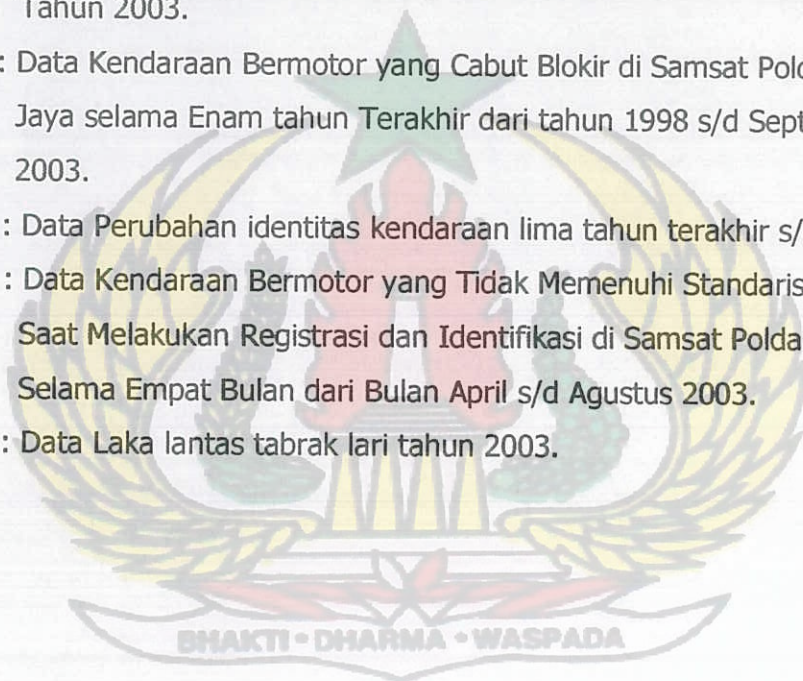 Tahun 2003.
: Data Kendaraan Bermotor yang Cabut Blokir di Samsat Pold
Jaya selama Enam tahun Terakhir dari tahun 1998 s/d Sept
2003.
: Data Perubahan identitas kendaraan lima tahun terakhir s/
: Data Kendaraan Bermotor yang Tidak Memenuhi Standaris
Saat Melakukan Registrasi dan Identifikasi di Samsat Polda
Selama Empat Bulan dari Bulan April s/d Agustus 2003.
: Data Laka lantas tabrak lari tahun 2003.
BHAKTI • DHARMA • WASPADA